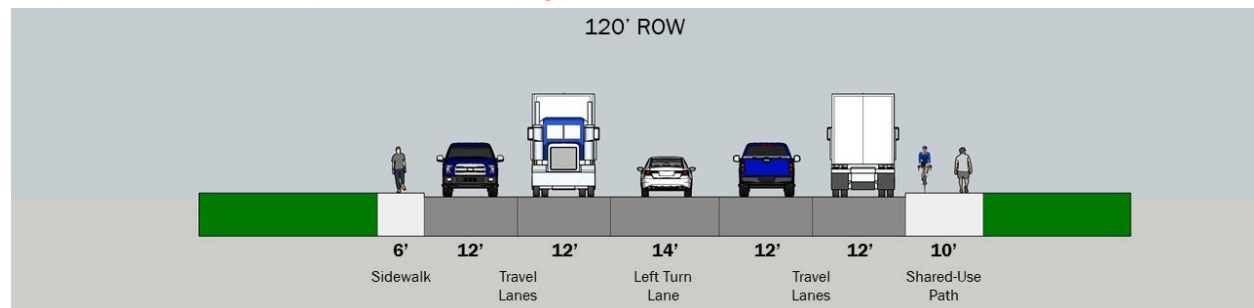 120' ROW
6' 12' 12' 14' 12' 12' 10'
Sidewalk Travel Left Turn Travel Shared-Use
Lanes Lane Lanes Path